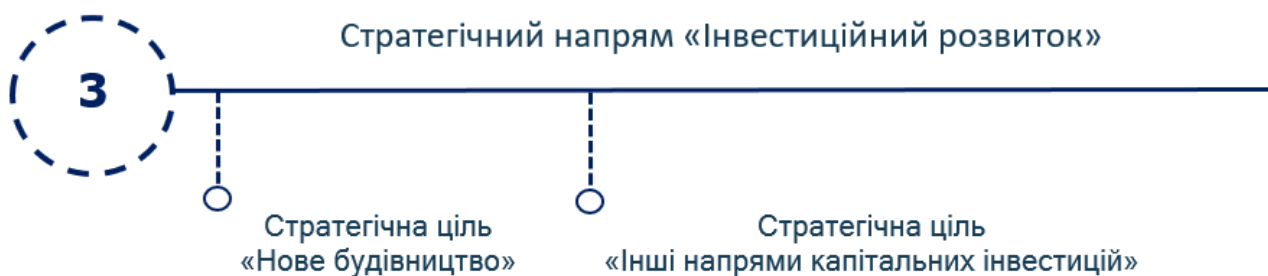 Стратегічний напрям «Інвестиційний розвиток»
3
Стратегічна ціль
«Нове будівництво»
Стратегічна ціль
«Інші напрями капітальних інвестицій»